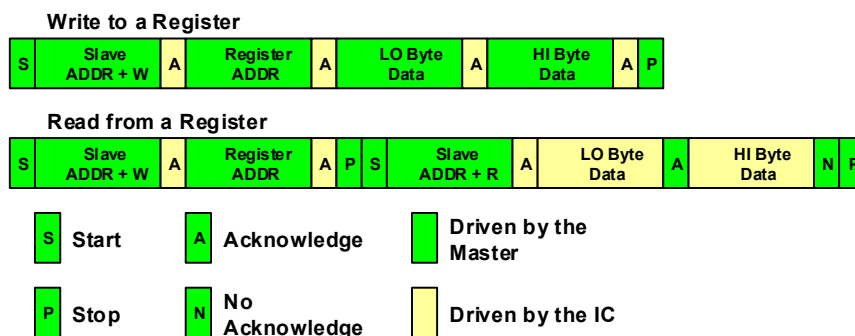 Write to a Register
S Slave ADDR + W A Register ADDR A LO Byte Data A HI Byte Data A P
Read from a Register
S Slave ADDR + W A Register ADDR A P S Slave ADDR + R A LO Byte Data A HI Byte Data N P
S Start A Acknowledge Driven by the Master
P Stop N No Acknowledge Driven by the IC